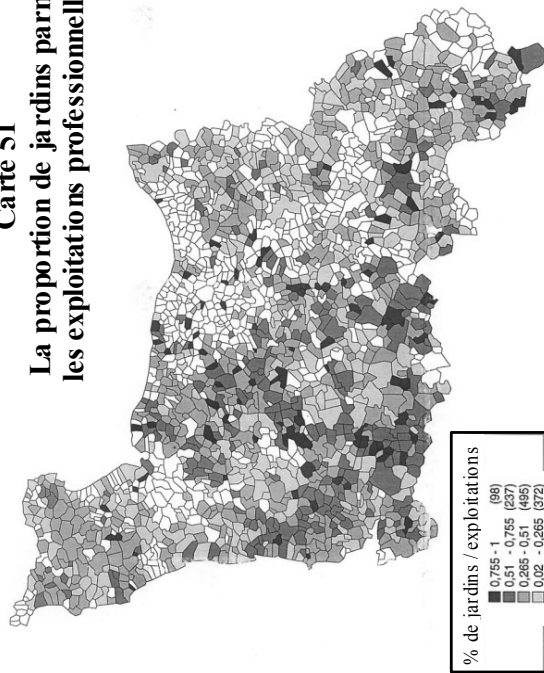 Carte 51
La proportion de jardins parm
les exploitations professionnell
% de jardins / exploitations
0,755 - 1 (98)
0,51 - 0,755 (237)
0,265 - 0,51 (495)
0,02 - 0,265 (372)